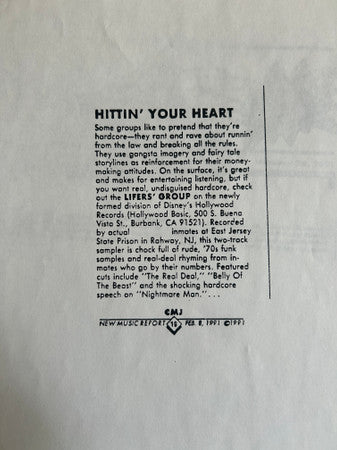 HITTIN' YOUR HEART
Some groups like to pretend that they're
hardcore—they rant and rave about runnin'
from the law and breaking all the rules.
They use gangsta imagery and fairy tale
storylines as reinforcement for their money-
making attitudes. On the surface, it's great
and makes for entertaining listening, but if
you want real, undisguised hardcore, check
out the LIFERS' GROUP on the newly
formed division of Disney's Hollywood
Records (Hollywood Basic, 500 S. Buena
Vista St., Burbank, CA 91521). Recorded
by actual inmates at East Jersey
State Prison in Rahway, NJ, this two-track
sampler is chock full of rude, '70s funk
samples and real-deal rhyming from in-
mates who go by their numbers. Featured
cuts include "The Real Deal," "Belly Of
The Beast" and the shocking hardcore
speech on "Nightmare Man."...
CMJ
NEW MUSIC REPORT 18 FEB. 8, 1991 ©1991